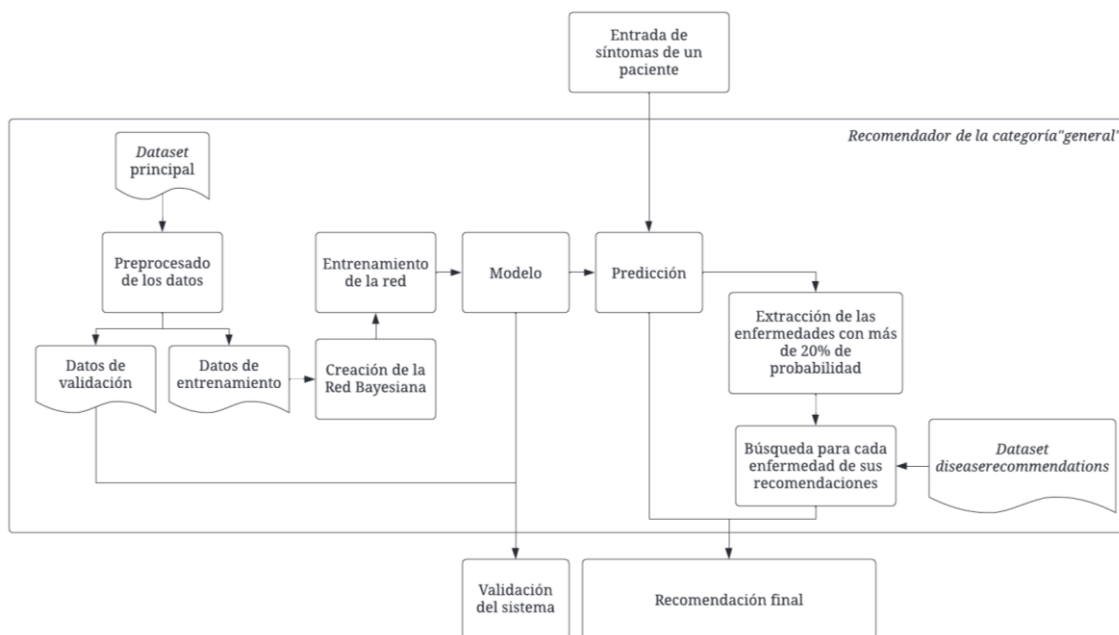 Entrada de
síntomas de un
paciente
Recomendador de la categoría"general"
Dataset
principal
Preprocesado
de los datos
Entrenamiento
de la red
Modelo
Predicción
Extracción de las
enfermedades con más
de 20% de
probabilidad
Datos de
validación
Datos de
entrenamiento
Creación de la
Red Bayesiana
Búsqueda para cada
enfermedad de sus
recomendaciones
Dataset
diseaserecommendations
Validación
del sistema
Recomendación final